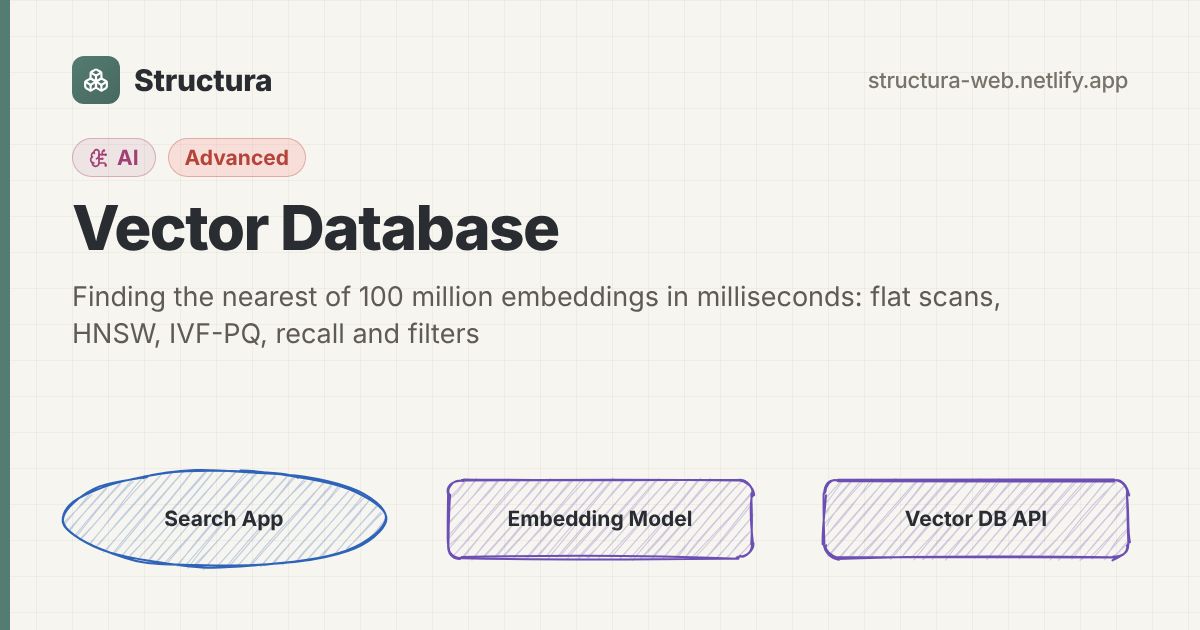 Structura
structura-web.netlify.app
AI
Advanced
Vector Database
Finding the nearest of 100 million embeddings in milliseconds: flat scans,
HNSW, IVF-PQ, recall and filters
Search App
Embedding Model
Vector DB API